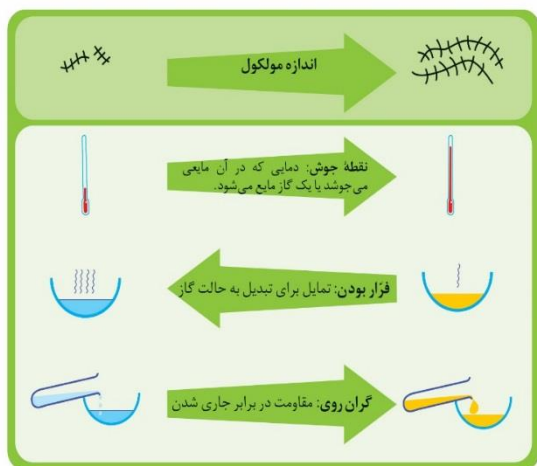 اندازه مولکول
نقطهٔ جوش: دمایی که در آن مایعی
می‌جوشد یا یک گاز مایع می‌شود.
فرّار بودن: تمایل برای تبدیل به حالت گاز
گران روی: مقاومت در برابر جاری شدن